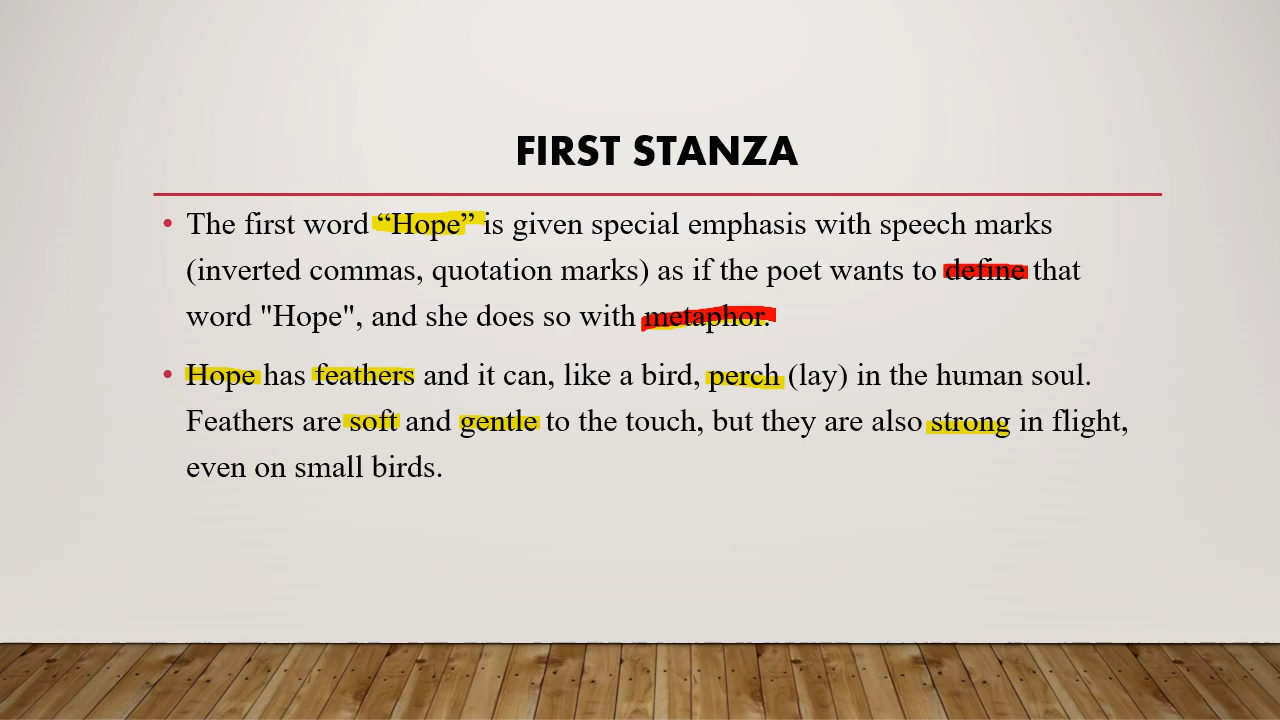 FIRST STANZA
• The first word “Hope” is given special emphasis with speech marks
(inverted commas, quotation marks) as if the poet wants to define that
word "Hope", and she does so with metaphor.
• Hope has feathers and it can, like a bird, perch (lay) in the human soul.
Feathers are soft and gentle to the touch, but they are also strong in flight,
even on small birds.